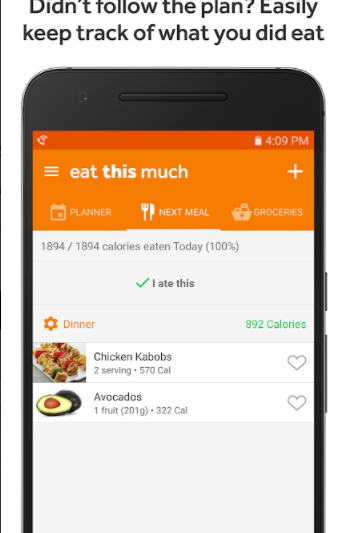 Didn't follow the plan? Easily
keep track of what you did eat
4:09 PM
eat this much
PLANNER
NEXT MEAL
GROCERIES
1894 / 1894 calories eaten Today (100%)
I ate this
Dinner
892 Calories
Chicken Kabobs
2 serving • 570 Cal
Avocados
1 fruit (201g) • 322 Cal